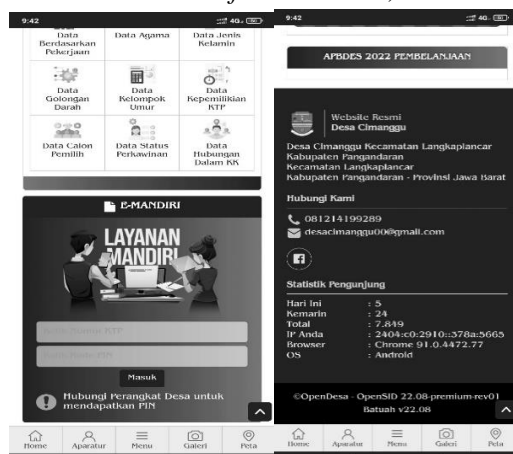 9:42
4G
Data Berdasarkan Pekerjaan
Data Agama
Data Jenis Kelamin
Data Golongan Darah
Data Kelompok Umur
Data Kepemilikian KTP
Data Calon Pemilih
Data Status Perkawinan
Data Hubungan Dalam KK
E-MANDIRI
LAYANAN
MANDIRI
Masuk
Hubungi Perangkat Desa untuk
mendapatkan PIN
Home
Aparatur
Menu
Galeri
Peta
9:42
4G
APBDES 2022 PEMBELANJAAN
Website Resmi
Desa Cimanggu
Desa Cimanggu Kecamatan Langkaplancar
Kabupaten Pangandaran
Kecamatan Langkaplancar
Kabupaten Pangandaran - Provinsi Jawa Barat
Hubungi Kami
081214199289
desacimanggu00@gmail.com
Statistik Pengunjung
Hari Ini : 5
Kemarin : 24
Total : 7.849
IP Anda : 2404:c0:2910::378a:5665
Browser : Chrome 91.0.4472.77
OS : Android
©OpenDesa - OpenSID 22.08-premium-rev01
Batuah v22.08
Home
Aparatur
Menu
Galeri
Peta